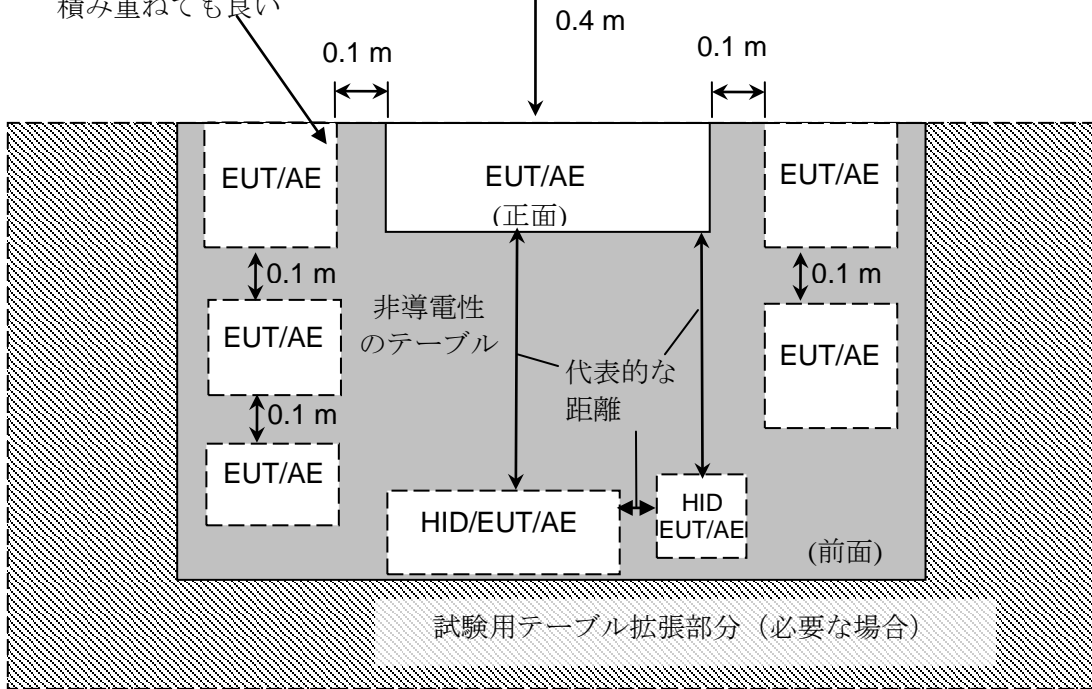 積み重ねても良い
0.4 m
0.1 m
0.1 m
EUT/AE
EUT/AE
(正面)
EUT/AE
0.1 m
0.1 m
非導電性
のテーブル
EUT/AE
EUT/AE
代表的な
距離
0.1 m
EUT/AE
HID/EUT/AE
HID
EUT/AE
(前面)
試験用テーブル拡張部分（必要な場合）